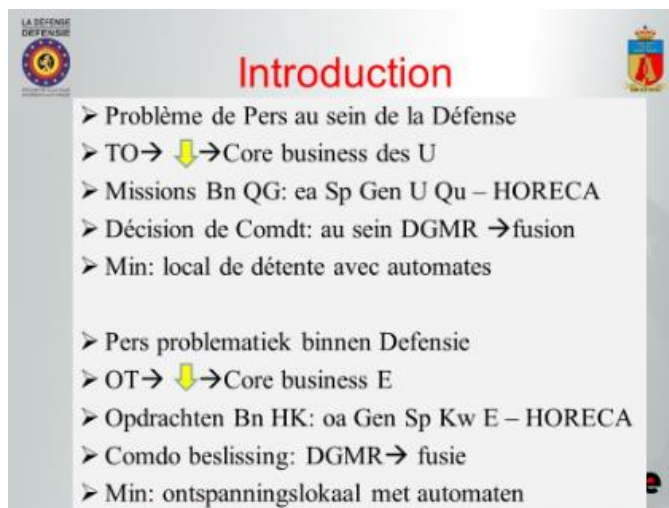 LA DÉFENSE
DEFENSIE
Introduction
➢ Problème de Pers au sein de la Défense
➢ TO→ ⇩→Core business des U
➢ Missions Bn QG: ea Sp Gen U Qu – HORECA
➢ Décision de Comdt: au sein DGMR →fusion
➢ Min: local de détente avec automates
➢ Pers problematiek binnen Defensie
➢ OT→ ⇩→Core business E
➢ Opdrachten Bn HK: oa Gen Sp Kw E – HORECA
➢ Comdo beslissing: DGMR→ fusie
➢ Min: ontspanningslokaal met automaten